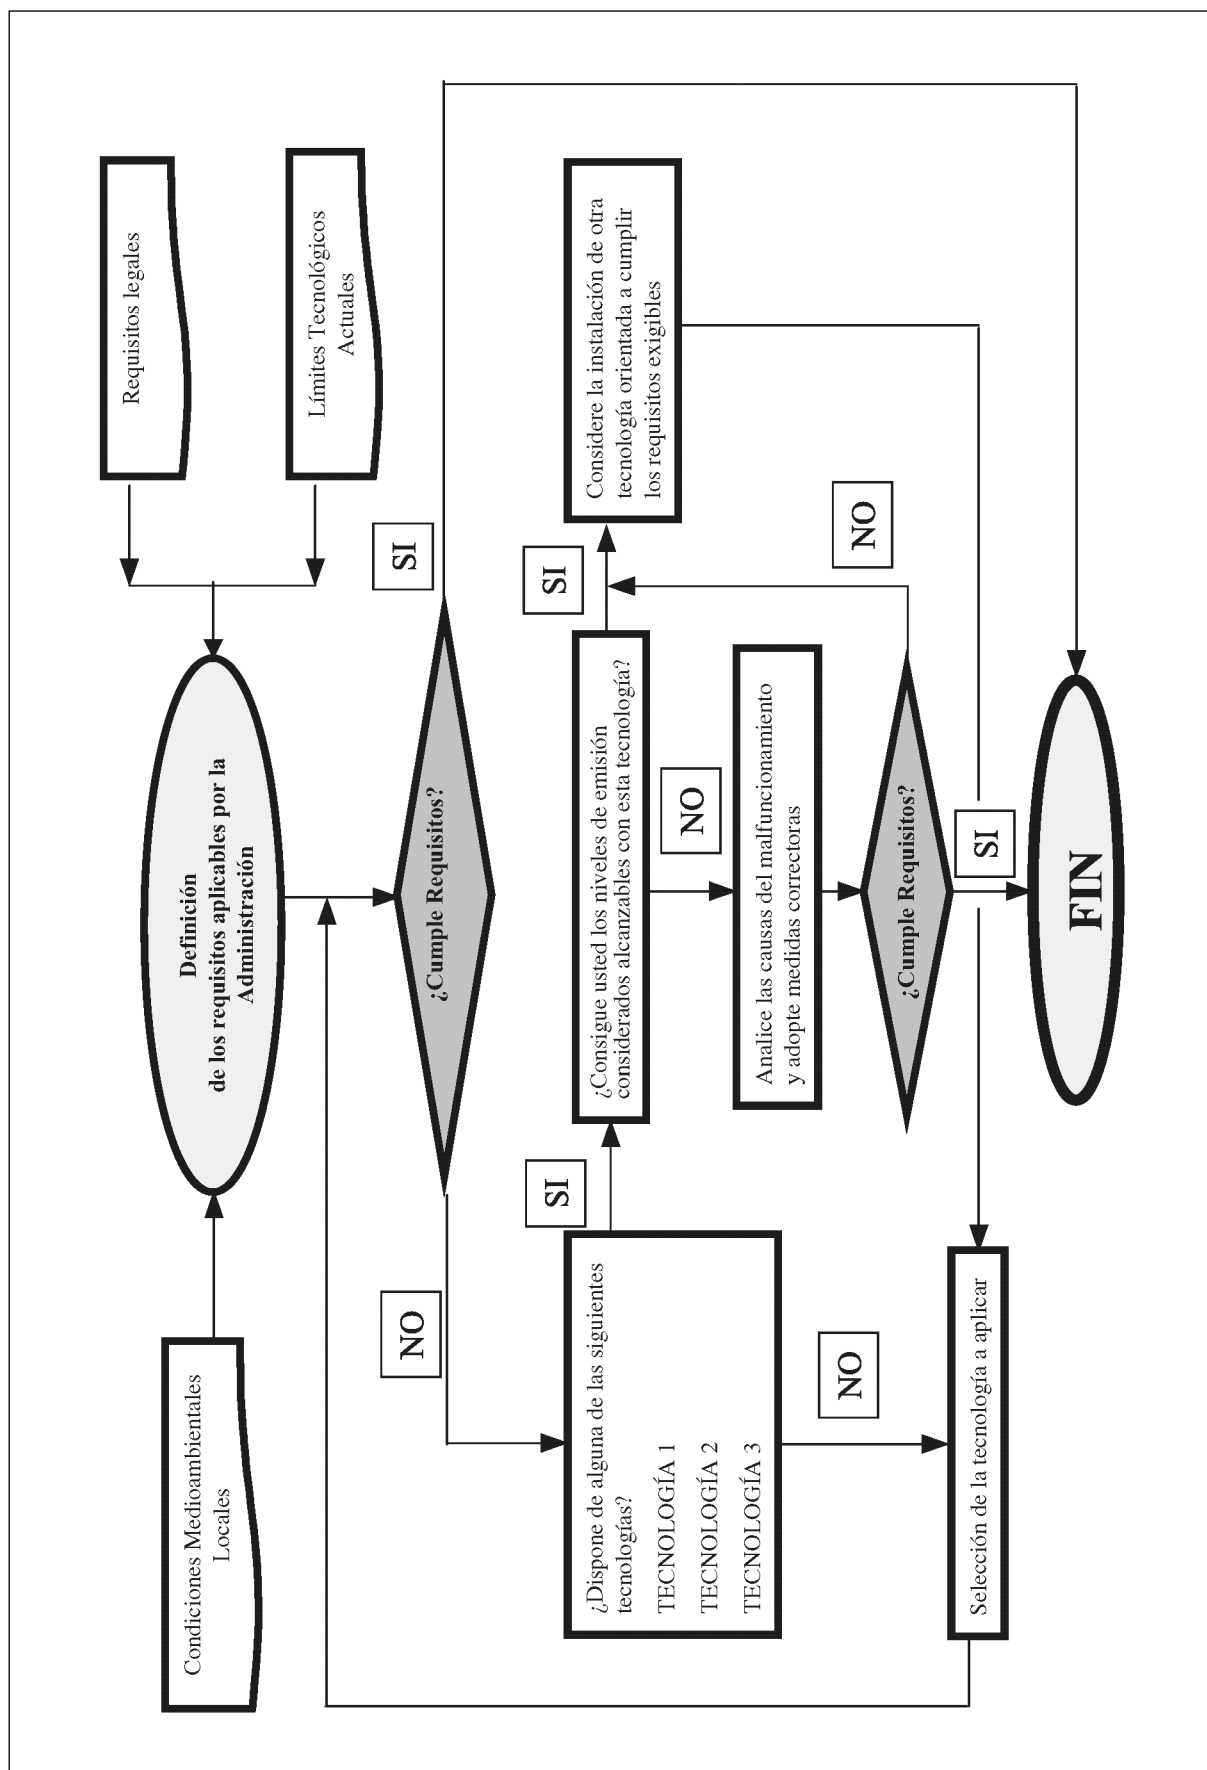 Requisitos legales
Condiciones Medioambientales
Locales
Definición
de los requisitos aplicables por la
Administración
Límites Tecnológicos
Actuales
NO
¿Cumple Requisitos?
SI
¿Dispone de alguna de las siguientes
tecnologías?
TECNOLOGÍA 1
TECNOLOGÍA 2
TECNOLOGÍA 3
SI
¿Consigue usted los niveles de emisión
considerados alcanzables con esta tecnología?
SI
Considere la instalación de otra
tecnología orientada a cumplir
los requisitos exigibles
NO
Analice las causas del malfuncionamiento
y adopte medidas correctoras
NO
¿Cumple Requisitos?
NO
SI
Selección de la tecnología a aplicar
FIN